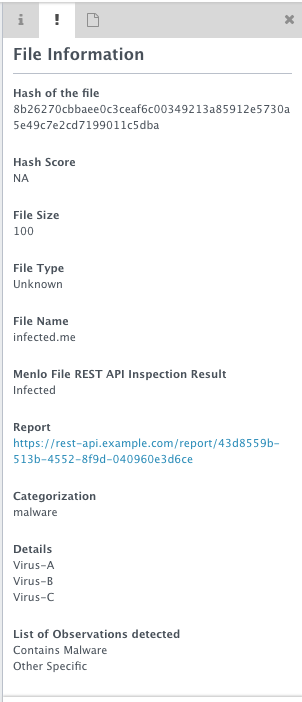 File Information
Hash of the file
8b26270cbbaee0c3ceaf6c00349213a85912e5730a
5e49c7e2cd7199011c5dba
Hash Score
NA
File Size
100
File Type
Unknown
File Name
infected.me
Menlo File REST API Inspection Result
Infected
Report
https://rest-api.example.com/report/43d8559b-
513b-4552-8f9d-040960e3d6ce
Categorization
malware
Details
Virus-A
Virus-B
Virus-C
List of Observations detected
Contains Malware
Other Specific